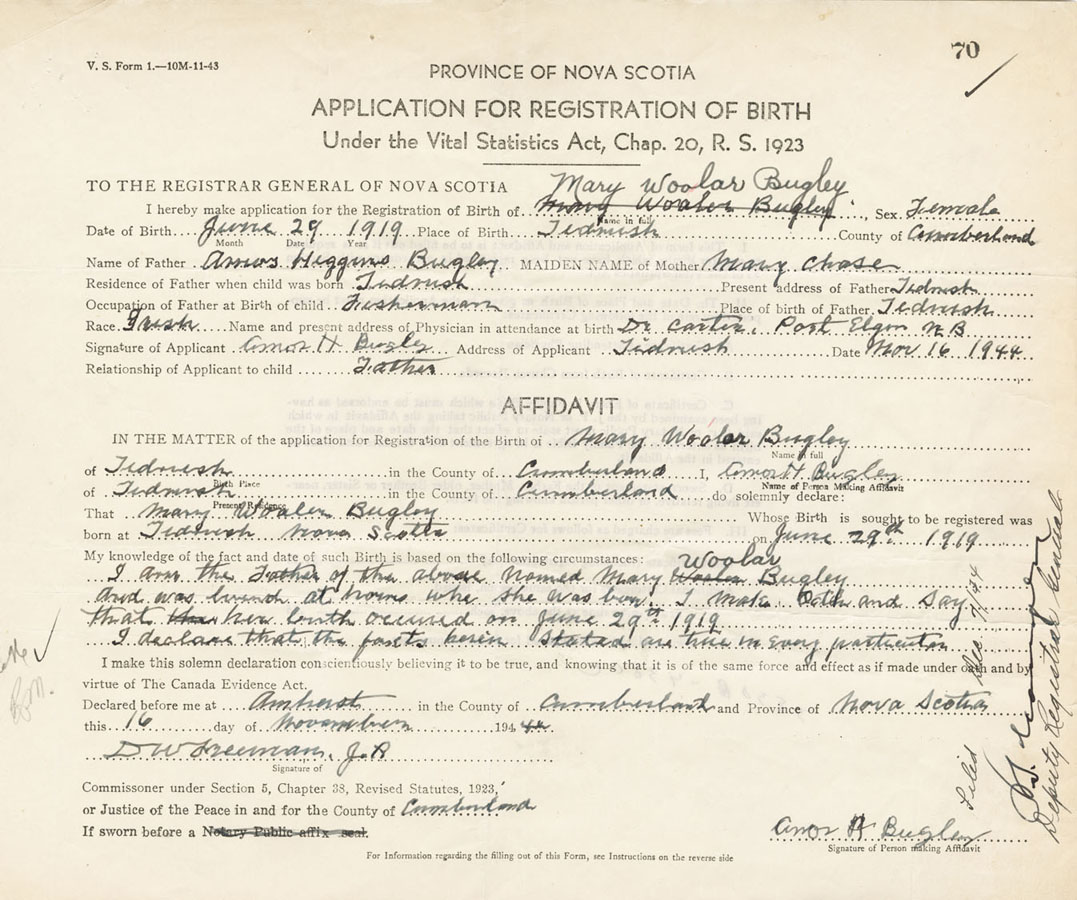 V. S. Form 1.—10M-11-43
70
PROVINCE OF NOVA SCOTIA
APPLICATION FOR REGISTRATION OF BIRTH
Under the Vital Statistics Act, Chap. 20, R. S. 1923
Mary Woolar Bugley
TO THE REGISTRAR GENERAL OF NOVA SCOTIA
I hereby make application for the Registration of Birth of Mary Wooler Bugley, Sex. Female
Name in full
Date of Birth June 29 1919 Place of Birth Tidnish County of Cumberland
Month Date Year
Name of Father Amos Higgins Bugley MAIDEN NAME of Mother Mary Chase
Residence of Father when child was born Tidnish Present address of Father Tidnish
Occupation of Father at Birth of child Fisherman Place of birth of Father Tidnish
Race. Irish Name and present address of Physician in attendance at birth Dr Carter, Port Elgin N B
Signature of Applicant Amos H Bugley Address of Applicant Tidnish Date Nov 16 1944
Relationship of Applicant to child Father
AFFIDAVIT
IN THE MATTER of the application for Registration of the Birth of Mary Woolar Bugley
Name in full
of Tidnish in the County of Cumberland I, Amos H Bugley
Birth Place Name of Person Making Affidavit
of Tidnish in the County of Cumberland do solemnly declare:
Present Residence
That Mary Wooler Bugley Whose Birth is sought to be registered was
born at Tidnish Nova Scotia on June 29th 1919
My knowledge of the fact and date of such Birth is based on the following circumstances:
Woolar
I am the Father of the above named Mary Wooler Bugley
And was at home she was born. I make Oath and Say
that her birth occured on June 29th 1919
I declare that the facts herin stated are true in every particular
I make this solemn declaration conscientiously believing it to be true, and knowing that it is of the same force and effect as if made under oath and by
virtue of The Canada Evidence Act.
Declared before me at Amherst in the County of Cumberland and Province of Nova Scotia
this 16 day of November 194 44
D W Freeman, J.P.
Signature of
Commssoner under Section 5, Chapter 38, Revised Statutes, 1923,
or Justice of the Peace in and for the County of Cumberland
If sworn before a Notary Public affix seal.
Amos H Bugley
Signature of Person making Affidavit
For Information regarding the filling out of this Form, see Instructions on the reverse side
Filed Dec 7/44
Deputy Registrar General